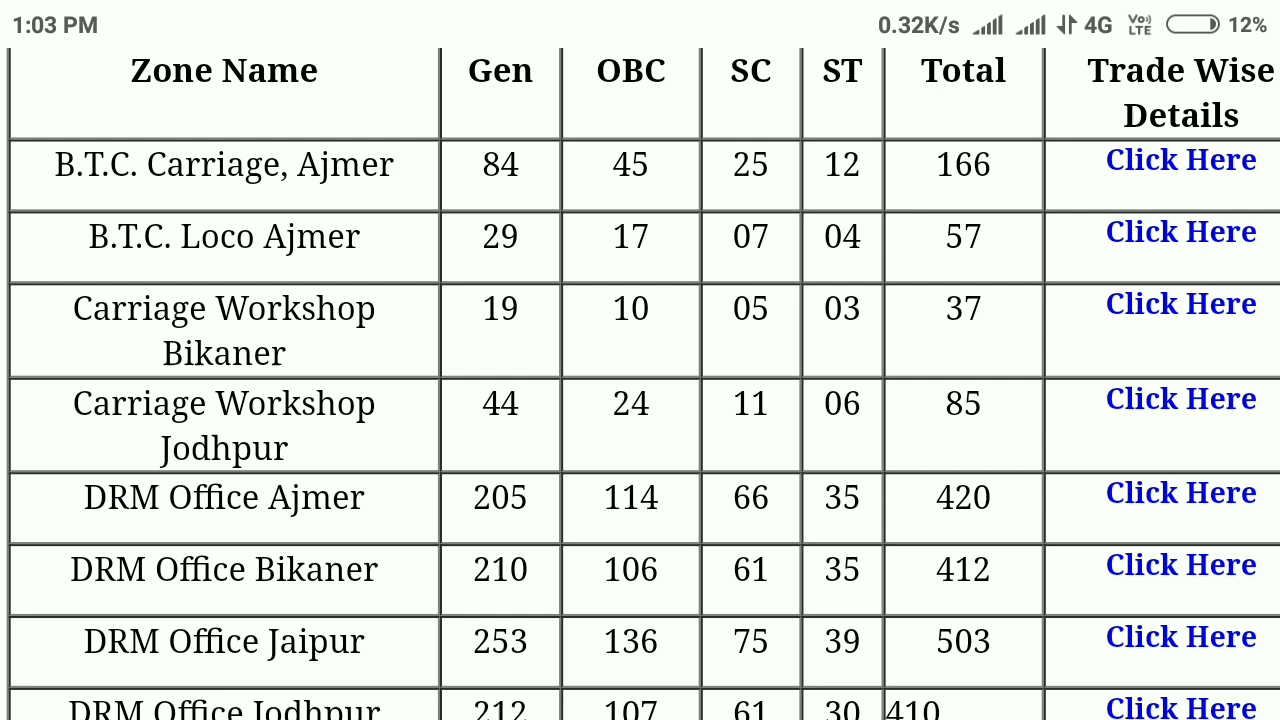 1:03 PM 0.32K/s 4G Vo)) LTE 12%
Zone Name Gen OBC SC ST Total Trade Wise
Details
B.T.C. Carriage, Ajmer 84 45 25 12 166 Click Here
B.T.C. Loco Ajmer 29 17 07 04 57 Click Here
Carriage Workshop 19 10 05 03 37 Click Here
Bikaner
Carriage Workshop 44 24 11 06 85 Click Here
Jodhpur
DRM Office Ajmer 205 114 66 35 420 Click Here
DRM Office Bikaner 210 106 61 35 412 Click Here
DRM Office Jaipur 253 136 75 39 503 Click Here
DRM Office Jodhpur 212 107 61 30 410 Click Here